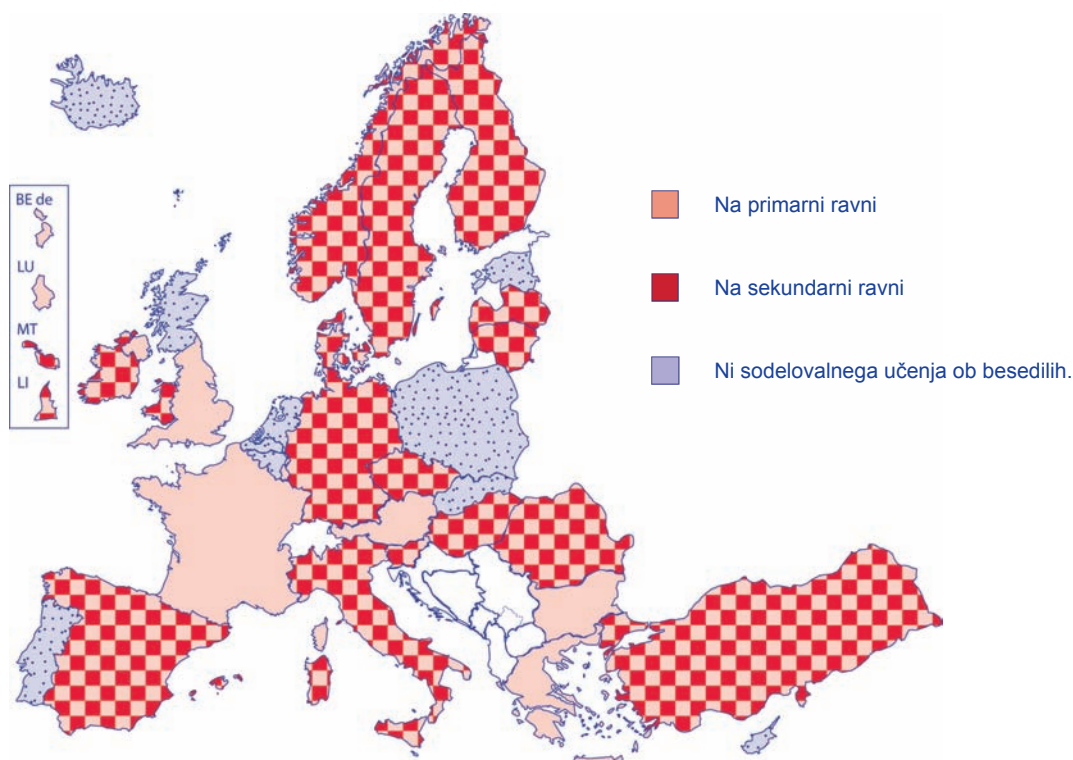 BE de
LU
MT
LI
Na primarni ravni
Na sekundarni ravni
Ni sodelovalnega učenja ob besedilih.